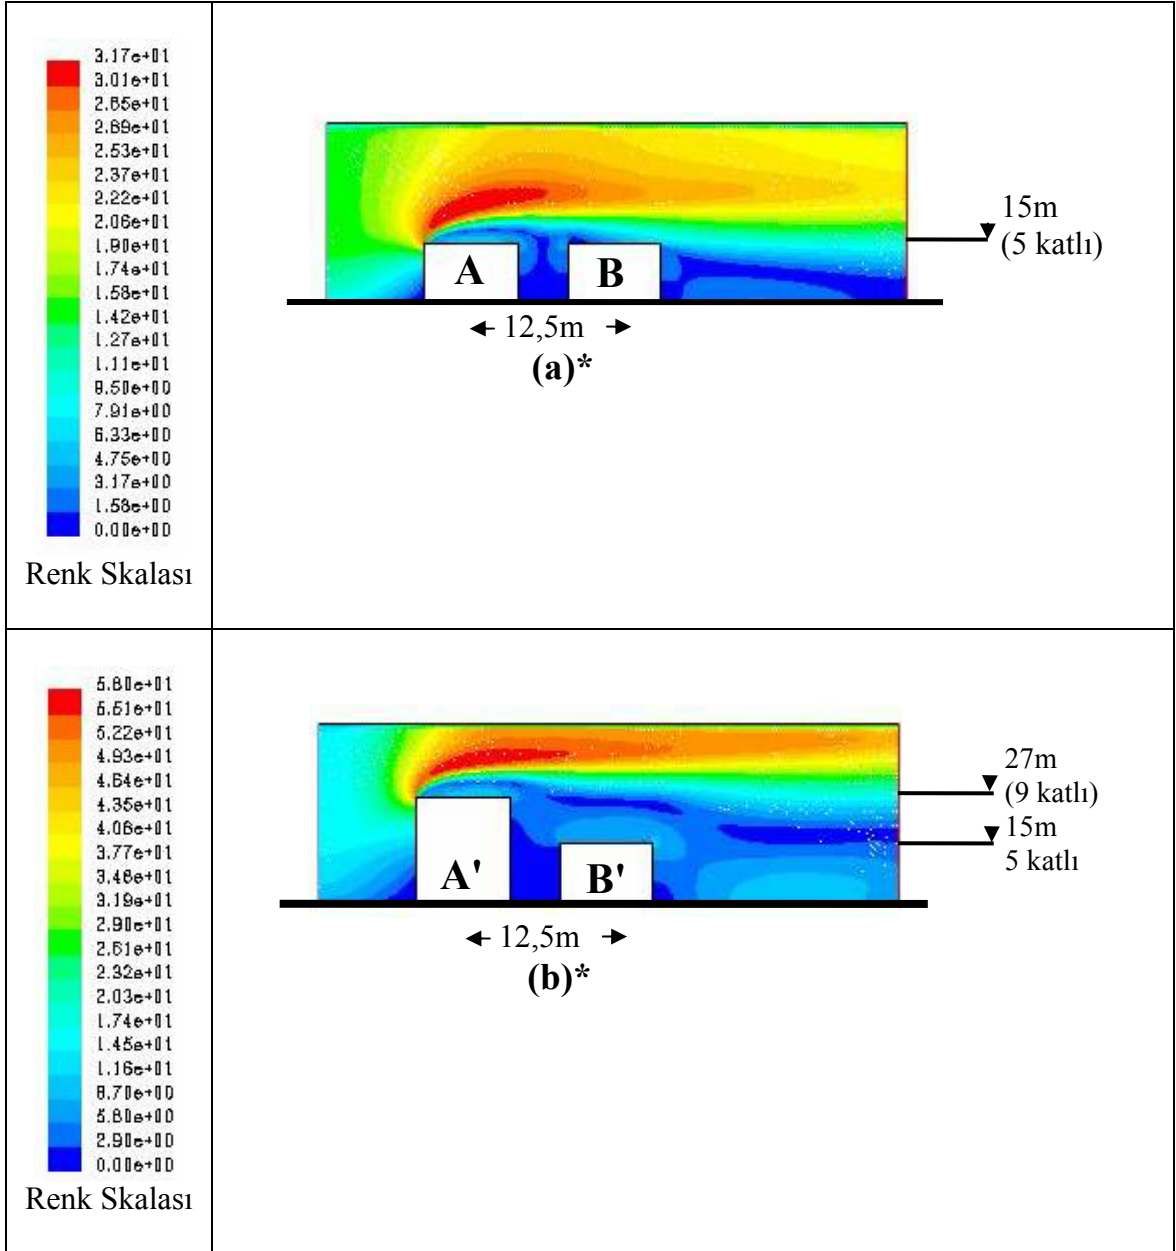 3.17e+01
3.01e+01
2.85e+01
2.69e+01
2.53e+01
2.37e+01
2.22e+01
2.06e+01
1.90e+01
1.74e+01
1.58e+01
1.42e+01
1.27e+01
1.11e+01
9.50e+00
7.91e+00
6.33e+00
4.75e+00
3.17e+00
1.58e+00
0.00e+00
Renk Skalası
A
B
15m
(5 katlı)
12,5m
(a)*
5.80e+01
5.51e+01
5.22e+01
4.93e+01
4.64e+01
4.35e+01
4.06e+01
3.77e+01
3.48e+01
3.19e+01
2.90e+01
2.61e+01
2.32e+01
2.03e+01
1.74e+01
1.45e+01
1.16e+01
8.70e+00
5.80e+00
2.90e+00
0.00e+00
Renk Skalası
A'
B'
27m
(9 katlı)
15m
5 katlı
12,5m
(b)*